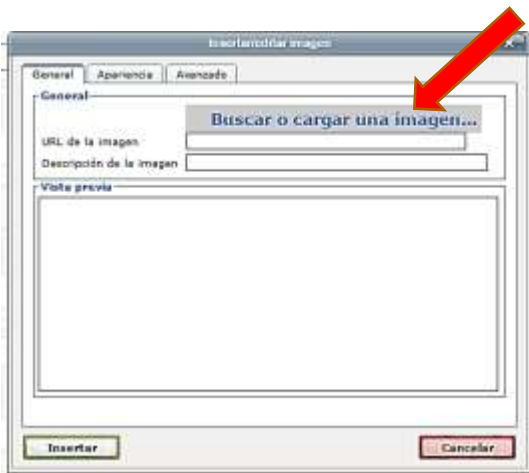 Insertar/editar imagen
General Apariencia Avanzado
General
Buscar o cargar una imagen...
URL de la imagen
Descripción de la imagen
Vista previa
Insertar Cancelar